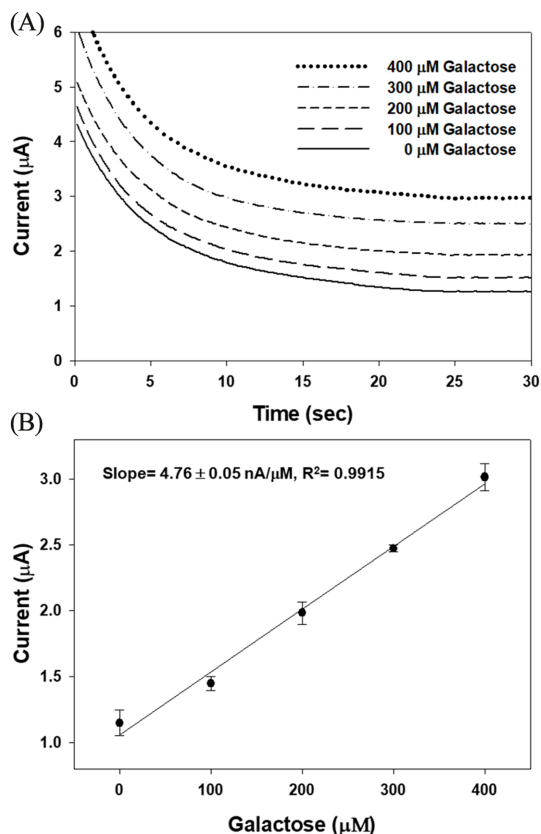 (A)
6
5
4
3
2
1
0
Current (μA)
400 μM Galactose
300 μM Galactose
200 μM Galactose
100 μM Galactose
0 μM Galactose
0 5 10 15 20 25 30
Time (sec)
(B)
Slope= 4.76 ± 0.05 nA/μM, R²= 0.9915
3.0
2.5
2.0
1.5
1.0
Current (μA)
0 100 200 300 400
Galactose (μM)